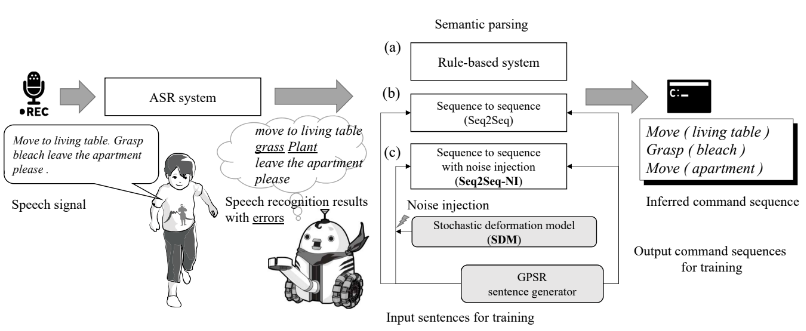 Semantic parsing
(a)
Rule-based system
REC
ASR system
C:
(b)
Sequence to sequence
(Seq2Seq)
Move to living table. Grasp
bleach leave the apartment
please .
move to living table
grass Plant
leave the apartment
please
Move ( living table )
Grasp ( bleach )
Move ( apartment )
(c)
Sequence to sequence
with noise injection
(Seq2Seq-NI)
Speech signal
Speech recognition results
with errors
Inferred command sequence
Noise injection
Stochastic deformation model
(SDM)
Output command sequences
for training
GPSR
sentence generator
Input sentences for training